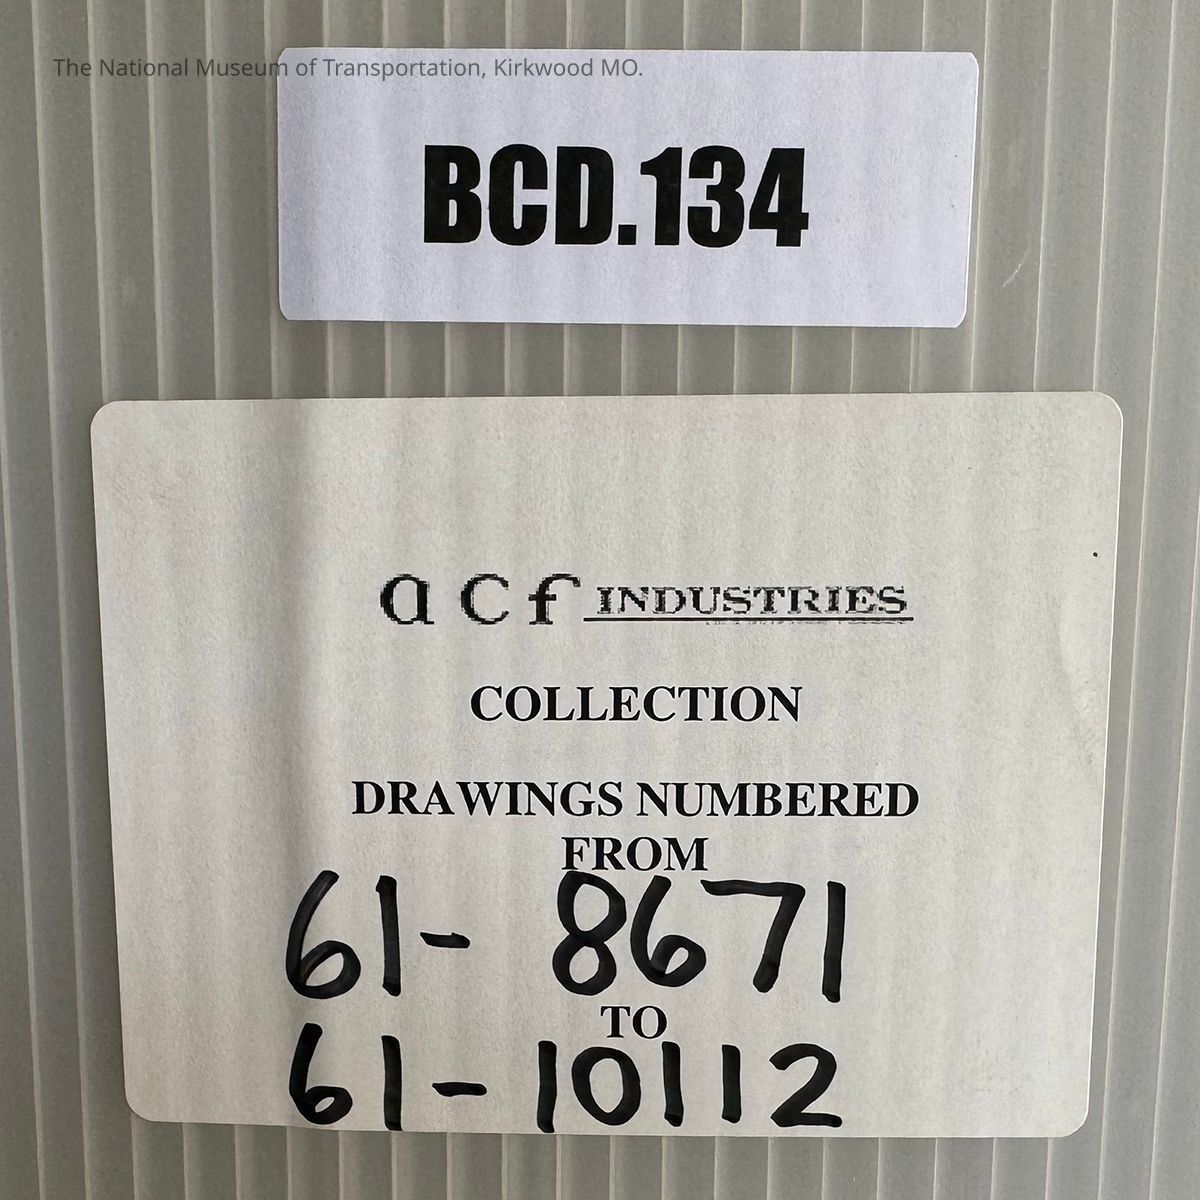 The National Museum of Transportation, Kirkwood MO.
BCD.134
acf INDUSTRIES
COLLECTION
DRAWINGS NUMBERED
FROM
61- 8671
TO
61-10112